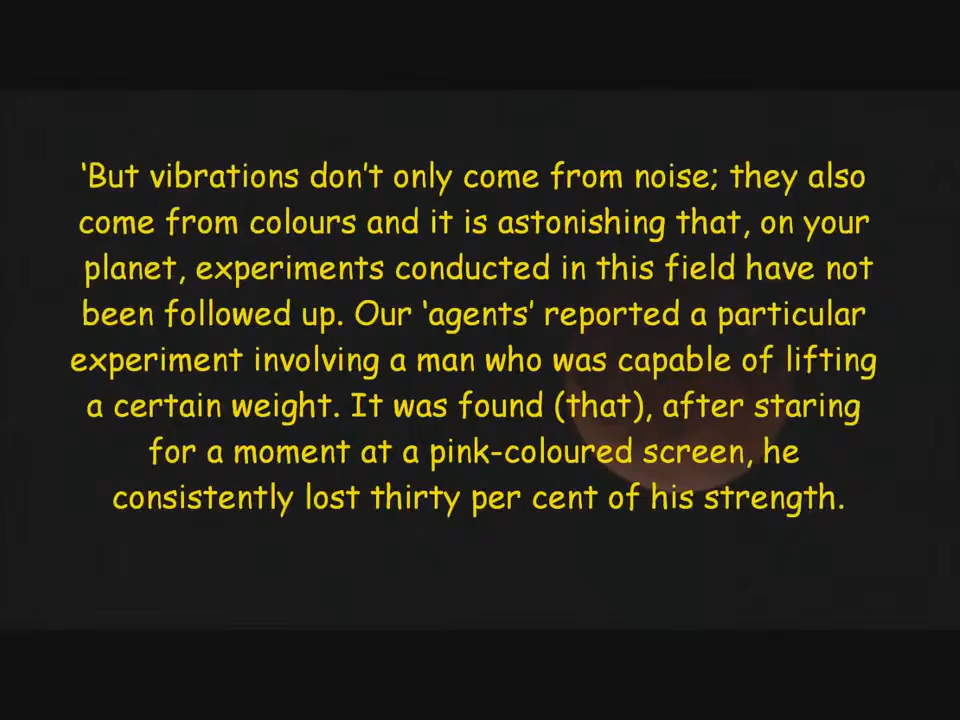 ‘But vibrations don’t only come from noise; they also
come from colours and it is astonishing that, on your
planet, experiments conducted in this field have not
been followed up. Our ‘agents’ reported a particular
experiment involving a man who was capable of lifting
a certain weight. It was found (that), after staring
for a moment at a pink-coloured screen, he
consistently lost thirty per cent of his strength.